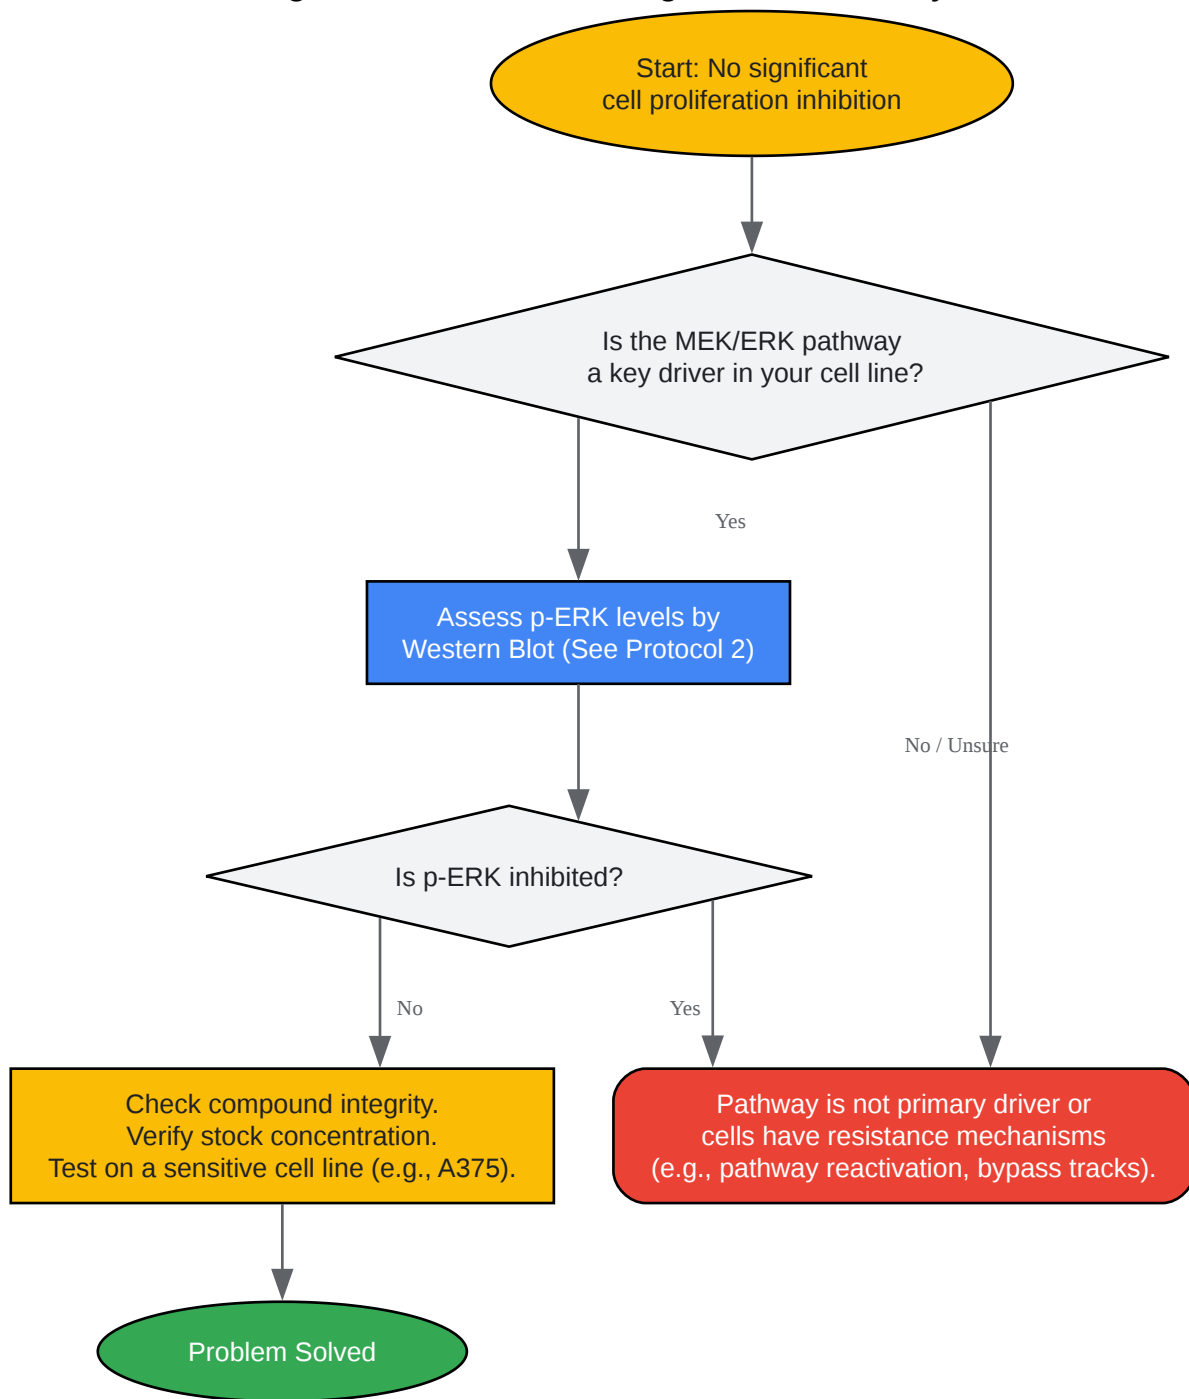 Start: No significant
cell proliferation inhibition
Is the MEK/ERK pathway
a key driver in your cell line?
Yes
Assess p-ERK levels by
Western Blot (See Protocol 2)
No / Unsure
Is p-ERK inhibited?
No
Yes
Check compound integrity.
Verify stock concentration.
Test on a sensitive cell line (e.g., A375).
Pathway is not primary driver or
cells have resistance mechanisms
(e.g., pathway reactivation, bypass tracks).
Problem Solved